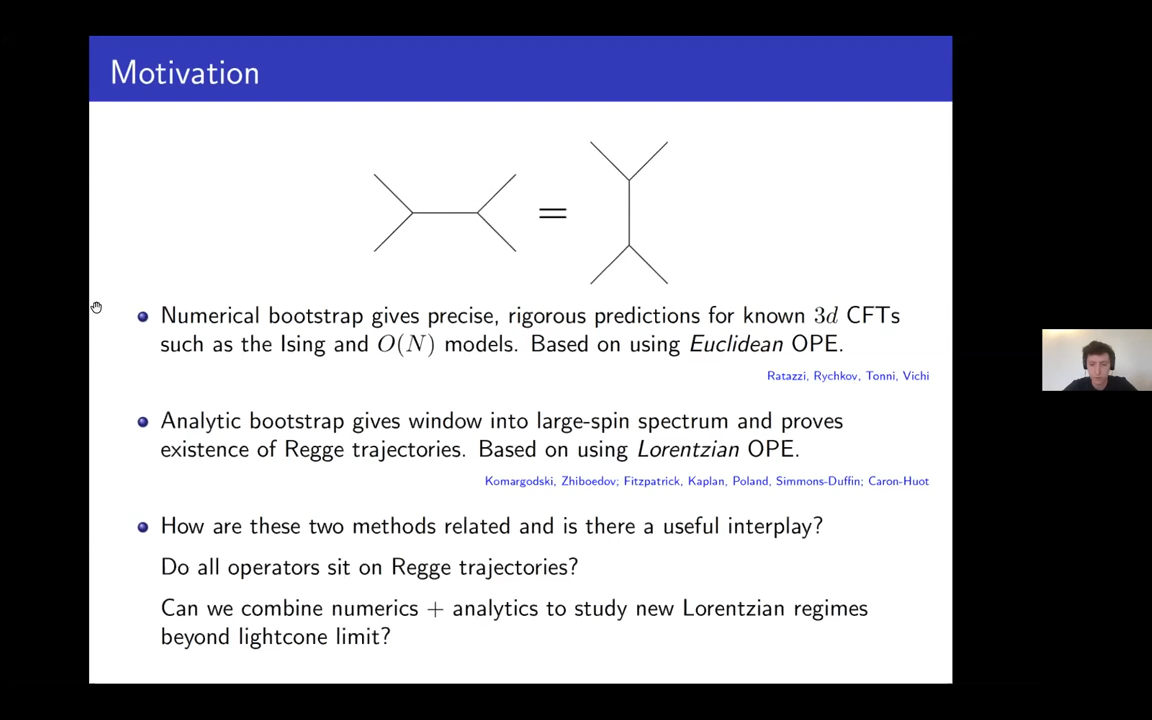 Motivation
=
Numerical bootstrap gives precise, rigorous predictions for known 3d CFTs
such as the Ising and O(N) models. Based on using Euclidean OPE.
Ratazzi, Rychkov, Tonni, Vichi
Analytic bootstrap gives window into large-spin spectrum and proves
existence of Regge trajectories. Based on using Lorentzian OPE.
Komargodski, Zhiboedov; Fitzpatrick, Kaplan, Poland, Simmons-Duffin; Caron-Huot
How are these two methods related and is there a useful interplay?
Do all operators sit on Regge trajectories?
Can we combine numerics + analytics to study new Lorentzian regimes
beyond lightcone limit?